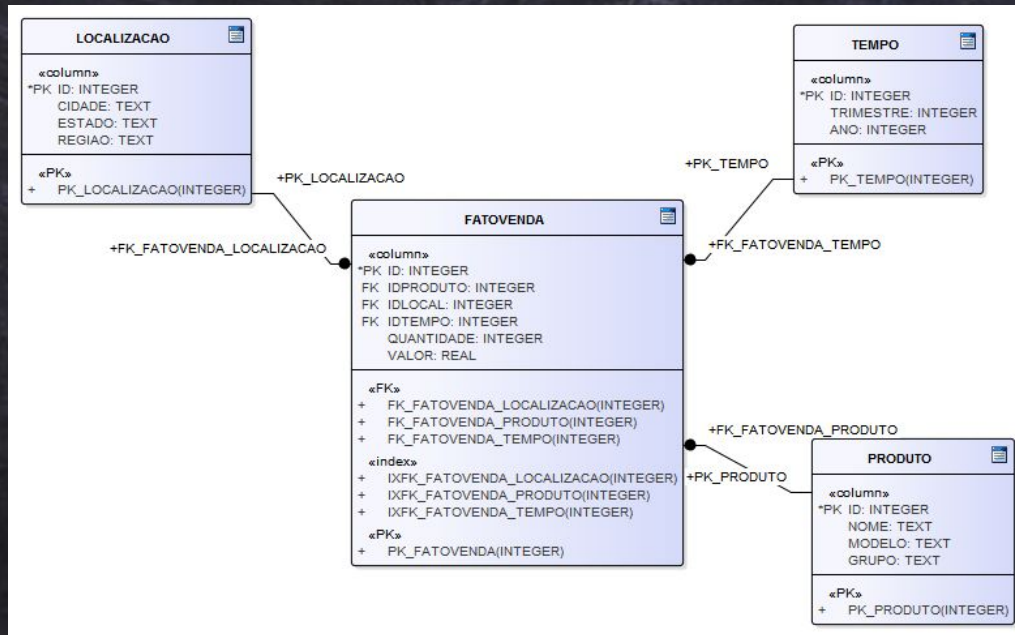 LOCALIZACAO
«column»
*PK ID: INTEGER
CIDADE: TEXT
ESTADO: TEXT
REGIAO: TEXT
«PK»
+ PK_LOCALIZACAO(INTEGER)
+PK_LOCALIZACAO
+FK_FATOVENDA_LOCALIZACAO
TEMPO
«column»
*PK ID: INTEGER
TRIMESTRE: INTEGER
ANO: INTEGER
«PK»
+ PK_TEMPO(INTEGER)
+PK_TEMPO
+FK_FATOVENDA_TEMPO
FATOVENDA
«column»
*PK ID: INTEGER
FK IDPRODUTO: INTEGER
FK IDLOCAL: INTEGER
FK IDTEMPO: INTEGER
QUANTIDADE: INTEGER
VALOR: REAL
«FK»
+ FK_FATOVENDA_LOCALIZACAO(INTEGER)
+ FK_FATOVENDA_PRODUTO(INTEGER)
+ FK_FATOVENDA_TEMPO(INTEGER)
«index»
+ IXFK_FATOVENDA_LOCALIZACAO(INTEGER)
+ IXFK_FATOVENDA_PRODUTO(INTEGER)
+ IXFK_FATOVENDA_TEMPO(INTEGER)
«PK»
+ PK_FATOVENDA(INTEGER)
+FK_FATOVENDA_PRODUTO
+PK_PRODUTO
PRODUTO
«column»
*PK ID: INTEGER
NOME: TEXT
MODELO: TEXT
GRUPO: TEXT
«PK»
+ PK_PRODUTO(INTEGER)